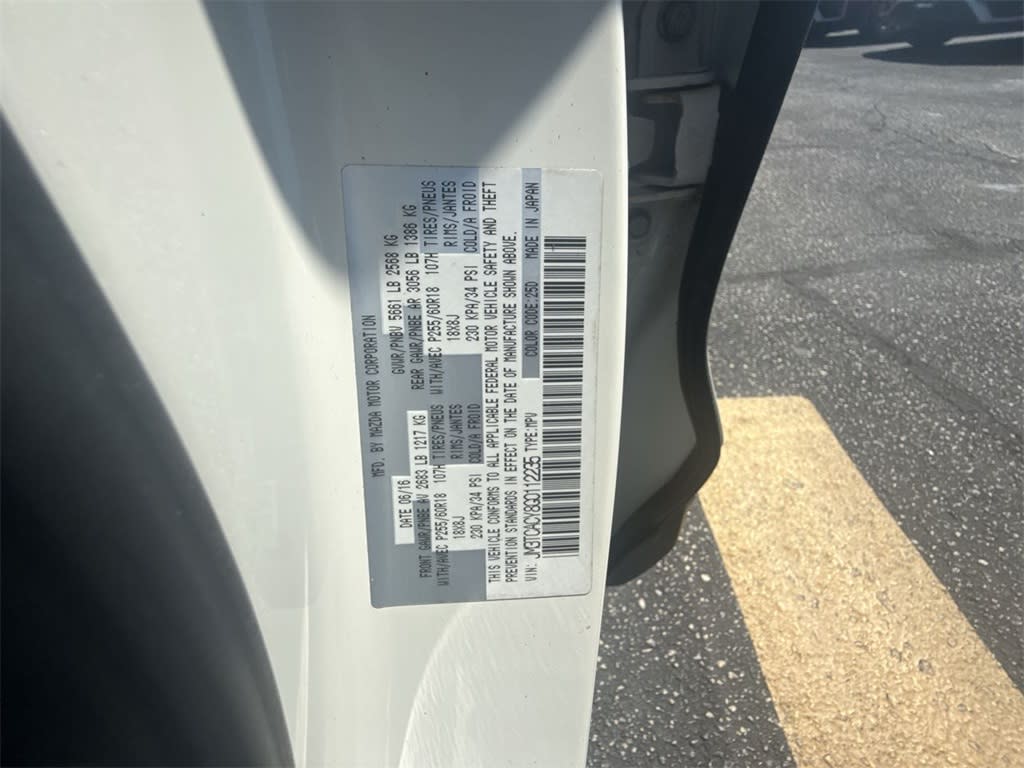 MFD. BY MAZDA MOTOR CORPORATION
DATE 06/16 GVWR/PNBV 5661 LB 2568 KG
FRONT GAWR/PNBE AV 2683 LB 1217 KG REAR GAWR/PNBE AR 3056 LB 1386 KG
WITH/AVEC P255/60R18 107H TIRES/PNEUS WITH/AVEC P255/60R18 107H TIRES/PNEUS
18X8J RIMS/JANTES 18X8J RIMS/JANTES
230 KPA/34 PSI COLD/A FROID 230 KPA/34 PSI COLD/A FROID
THIS VEHICLE CONFORMS TO ALL APPLICABLE FEDERAL MOTOR VEHICLE SAFETY AND THEFT
PREVENTION STANDARDS IN EFFECT ON THE DATE OF MANUFACTURE SHOWN ABOVE.
VIN: JM3TCACY8G0112235 TYPE:MPV COLOR CODE:25D MADE IN JAPAN